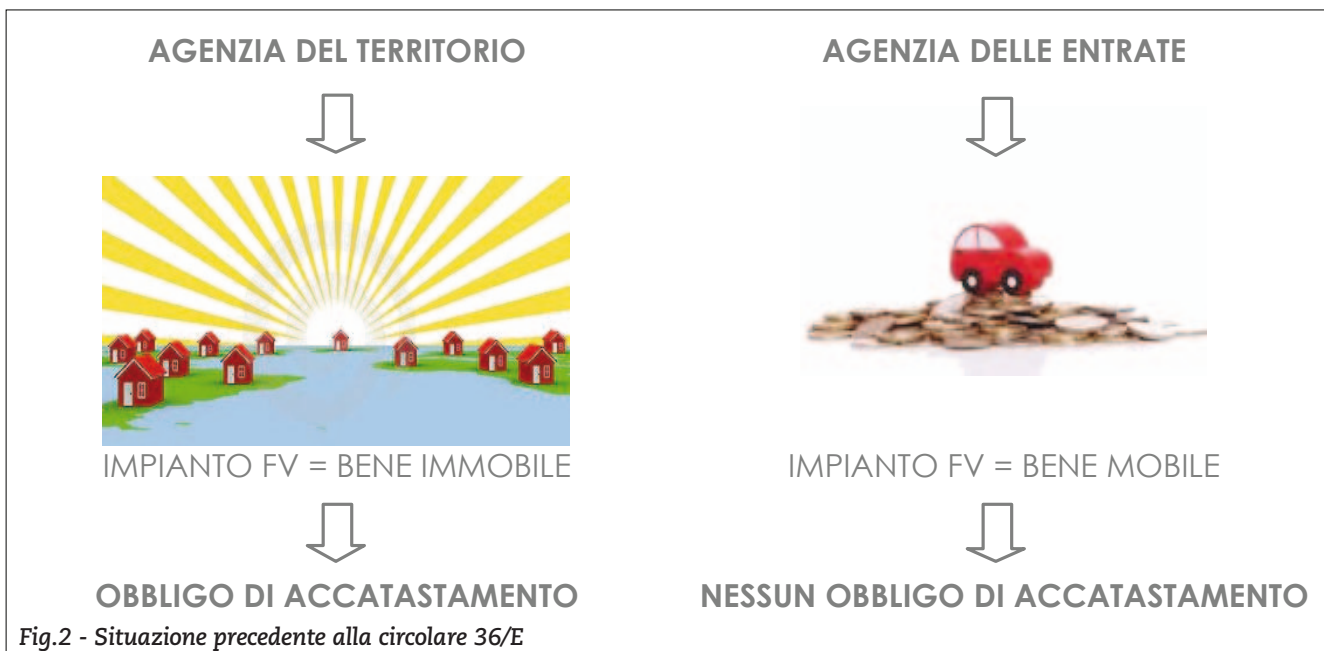 AGENZIA DEL TERRITORIO
IMPIANTO FV = BENE IMMOBILE
OBBLIGO DI ACCATASTAMENTO
AGENZIA DELLE ENTRATE
IMPIANTO FV = BENE MOBILE
NESSUN OBBLIGO DI ACCATASTAMENTO
Fig.2 - Situazione precedente alla circolare 36/E